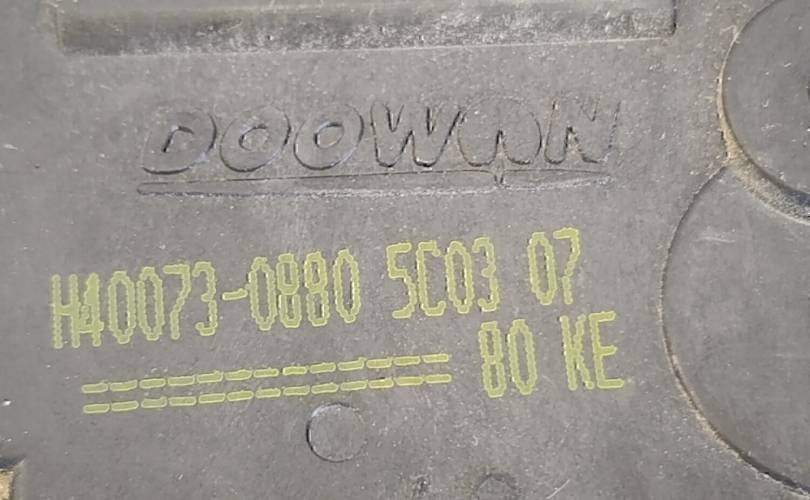 DOOWON
H40073-0880 5C03 07
============= 80 KE